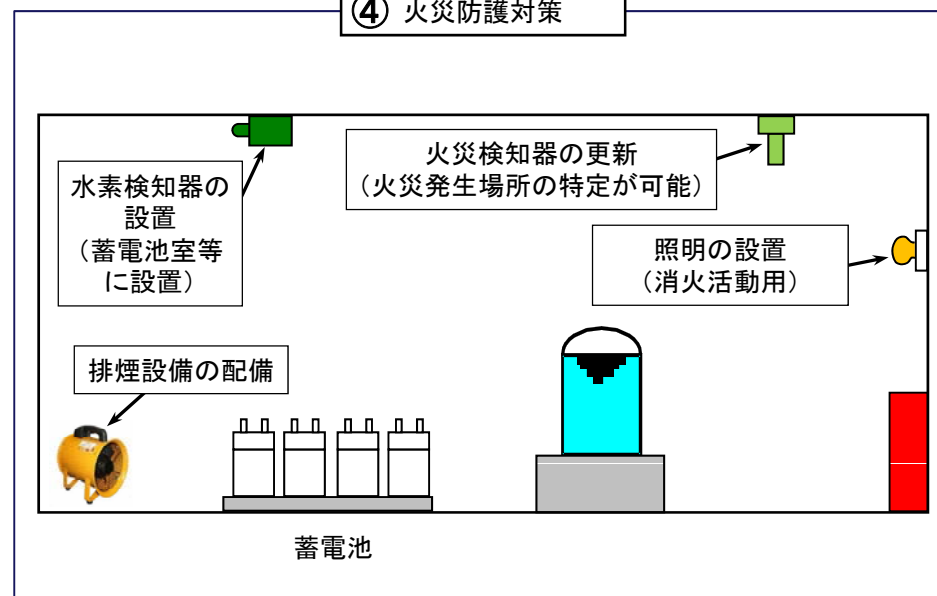 ④ 火災防護対策
水素検知器の
設置
（蓄電池室等
に設置）
火災検知器の更新
（火災発生場所の特定が可能）
照明の設置
（消火活動用）
排煙設備の配備
蓄電池